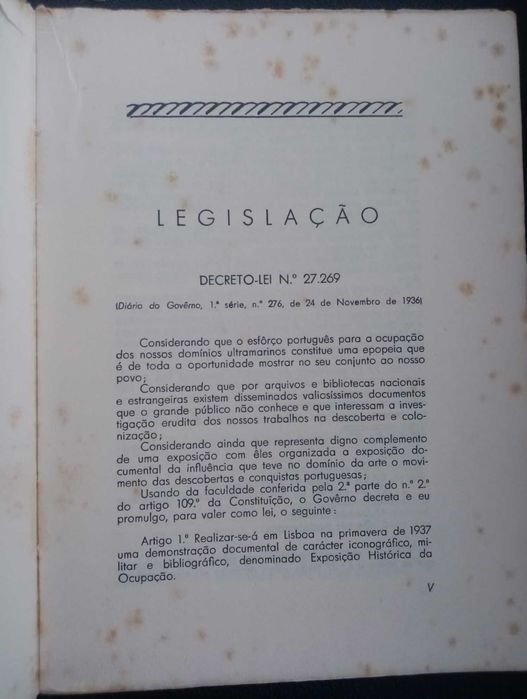 LEGISLAÇÃO
DECRETO-LEI N.º 27.269
(Diário do Govêrno, 1.ª série, n.º 276, de 24 de Novembro de 1936)
Considerando que o esfôrço português para a ocupação
dos nossos domínios ultramarinos constitue uma epopeia que
é de toda a oportunidade mostrar no seu conjunto ao nosso
povo;
Considerando que por arquivos e bibliotecas nacionais
e estrangeiras existem disseminados valiosíssimos documentos
que o grande público não conhece e que interessam a inves-
tigação erudita dos nossos trabalhos na descoberta e colo-
nização;
Considerando ainda que representa digno complemento
de uma exposição com êles organizada a exposição do-
cumental da influência que teve no domínio da arte o movi-
mento das descobertas e conquistas portuguesas;
Usando da faculdade conferida pela 2.ª parte do n.º 2.º
do artigo 109.º da Constituição, o Govêrno decreta e eu
promulgo, para valer como lei, o seguinte:
Artigo 1.º Realizar-se-á em Lisboa na primavera de 1937
uma demonstração documental de carácter iconográfico, mi-
litar e bibliográfico, denominado Exposição Histórica da
Ocupação.
V